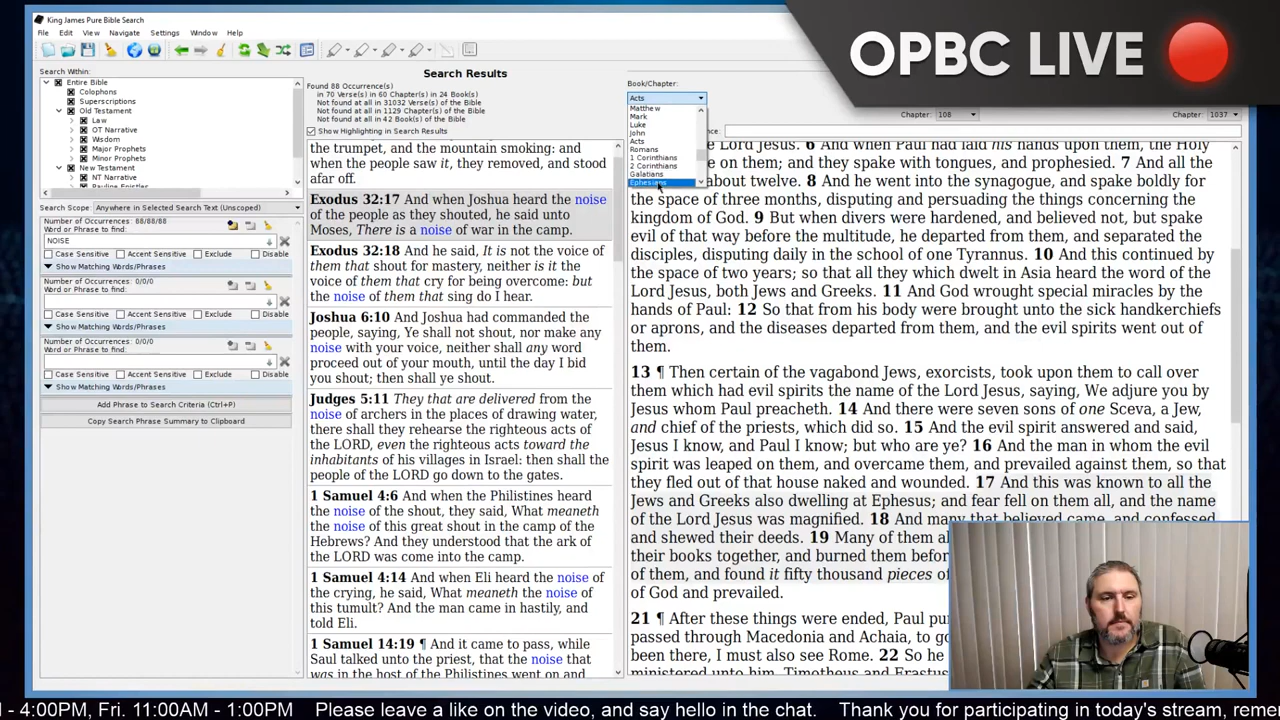 King James Pure Bible Search
File Edit View Navigate Settings Window Help
OPBC LIVE
Search Within:
Entire Bible
Colophons
Superscriptions
Old Testament
Law
OT Narrative
Wisdom
Major Prophets
Minor Prophets
New Testament
NT Narrative
Pauline Epistles
Search Scope: Anywhere in Selected Search Text (Unscoped)
Number of Occurrences: 88/88/88
Word or Phrase to find:
NOISE
Case Sensitive Accent Sensitive Exclude Disable
Show Matching Words/Phrases
Number of Occurrences: 0/0/0
Word or Phrase to find:
Case Sensitive Accent Sensitive Exclude Disable
Show Matching Words/Phrases
Number of Occurrences: 0/0/0
Word or Phrase to find:
Case Sensitive Accent Sensitive Exclude Disable
Show Matching Words/Phrases
Add Phrase to Search Criteria (Ctrl+P)
Copy Search Phrase Summary to Clipboard
Search Results
Found 88 Occurrence(s)
in 70 Verse(s) in 60 Chapter(s) in 24 Book(s)
Not found at all in 31032 Verse(s) of the Bible
Not found at all in 1129 Chapter(s) of the Bible
Not found at all in 42 Book(s) of the Bible
Show Highlighting in Search Results
the trumpet, and the mountain smoking: and
when the people saw it, they removed, and stood
afar off.
Exodus 32:17 And when Joshua heard the noise
of the people as they shouted, he said unto
Moses, There is a noise of war in the camp.
Exodus 32:18 And he said, It is not the voice of
them that shout for mastery, neither is it the
voice of them that cry for being overcome: but
the noise of them that sing do I hear.
Joshua 6:10 And Joshua had commanded the
people, saying, Ye shall not shout, nor make any
noise with your voice, neither shall any word
proceed out of your mouth, until the day I bid
you shout; then shall ye shout.
Judges 5:11 They that are delivered from the
noise of archers in the places of drawing water,
there shall they rehearse the righteous acts of
the LORD, even the righteous acts toward the
inhabitants of his villages in Israel: then shall the
people of the LORD go down to the gates.
1 Samuel 4:6 And when the Philistines heard
the noise of the shout, they said, What meaneth
the noise of this great shout in the camp of the
Hebrews? And they understood that the ark of
the LORD was come into the camp.
1 Samuel 4:14 And when Eli heard the noise of
the crying, he said, What meaneth the noise of
this tumult? And the man came in hastily, and
told Eli.
1 Samuel 14:19 ¶ And it came to pass, while
Saul talked unto the priest, that the noise that
was in the host of the Philistines went on and
Book/Chapter:
Acts
Matthew
Mark
Luke
John
Acts
Romans
1 Corinthians
2 Corinthians
Galatians
Ephesians
Chapter: 108
Chapter: 1037
he Lord Jesus. 6 And when Paul had laid his hands upon them, the Holy
e on them; and they spake with tongues, and prophesied. 7 And all the
about twelve. 8 And he went into the synagogue, and spake boldly for
the space of three months, disputing and persuading the things concerning the
kingdom of God. 9 But when divers were hardened, and believed not, but spake
evil of that way before the multitude, he departed from them, and separated the
disciples, disputing daily in the school of one Tyrannus. 10 And this continued by
the space of two years; so that all they which dwelt in Asia heard the word of the
Lord Jesus, both Jews and Greeks. 11 And God wrought special miracles by the
hands of Paul: 12 So that from his body were brought unto the sick handkerchiefs
or aprons, and the diseases departed from them, and the evil spirits went out of
them.
13 ¶ Then certain of the vagabond Jews, exorcists, took upon them to call over
them which had evil spirits the name of the Lord Jesus, saying, We adjure you by
Jesus whom Paul preacheth. 14 And there were seven sons of one Sceva, a Jew,
and chief of the priests, which did so. 15 And the evil spirit answered and said,
Jesus I know, and Paul I know; but who are ye? 16 And the man in whom the evil
spirit was leaped on them, and overcame them, and prevailed against them, so that
they fled out of that house naked and wounded. 17 And this was known to all the
Jews and Greeks also dwelling at Ephesus; and fear fell on them all, and the name
of the Lord Jesus was magnified. 18 And many that believed came, and confessed
and shewed their deeds. 19 Many of them al
their books together, and burned them befor
of them, and found it fifty thousand pieces of
of God and prevailed.
21 ¶ After these things were ended, Paul pur
passed through Macedonia and Achaia, to go
been there, I must also see Rome. 22 So he
ministered unto him, Timotheus and Erastus
- 4:00PM, Fri. 11:00AM - 1:00PM Please leave a like on the video, and say hello in the chat. Thank you for participating in today's stream, reme